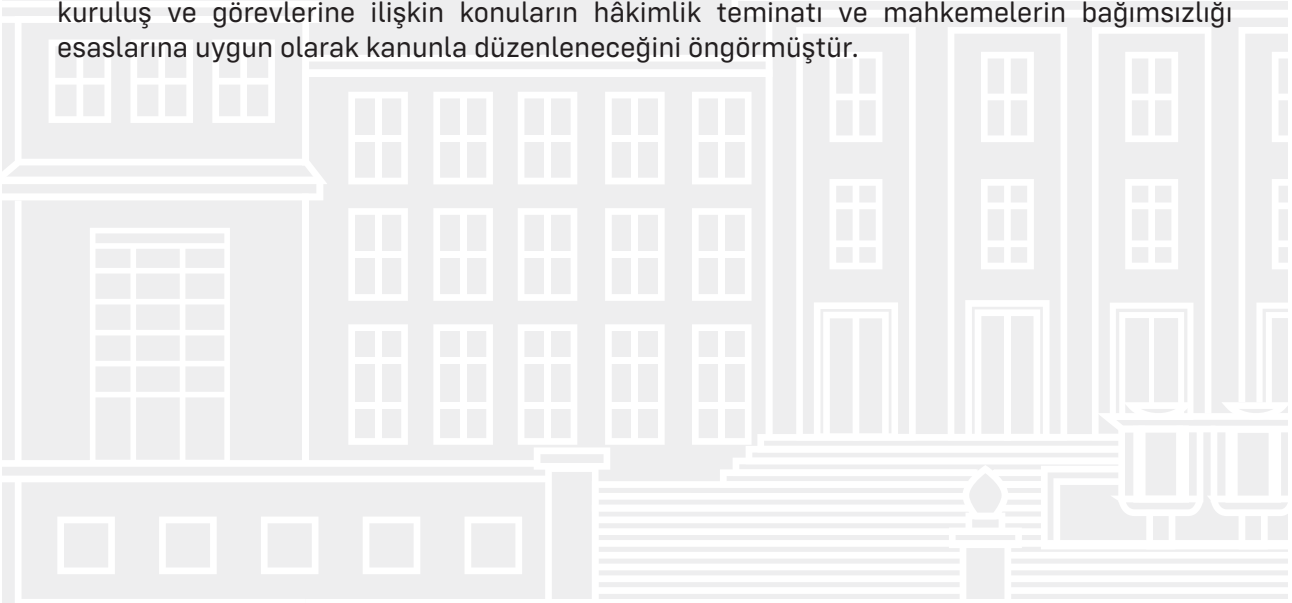 kuruluş ve görevlerine ilişkin konuların hâkimlik teminatı ve mahkemelerin bağımsızlığı
esaslarına uygun olarak kanunla düzenleneceğini öngörmüştür.